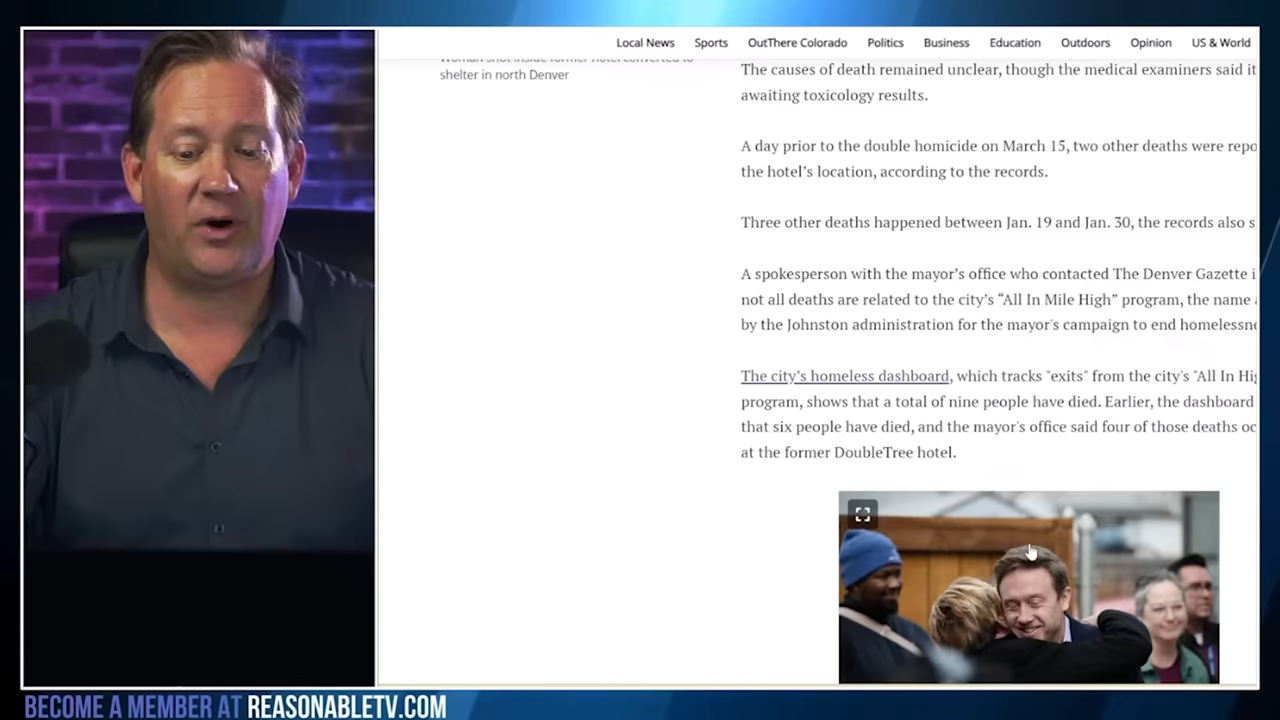 Local News Sports OutThere Colorado Politics Business Education Outdoors Opinion US & World
Woman shot inside former hotel converted to
shelter in north Denver
The causes of death remained unclear, though the medical examiners said it
awaiting toxicology results.
A day prior to the double homicide on March 15, two other deaths were repo
the hotel’s location, according to the records.
Three other deaths happened between Jan. 19 and Jan. 30, the records also s
A spokesperson with the mayor’s office who contacted The Denver Gazette i
not all deaths are related to the city’s “All In Mile High” program, the name
by the Johnston administration for the mayor's campaign to end homelessne
The city’s homeless dashboard, which tracks "exits" from the city's "All In Hig
program, shows that a total of nine people have died. Earlier, the dashboard
that six people have died, and the mayor's office said four of those deaths oc
at the former DoubleTree hotel.
BECOME A MEMBER AT REASONABLETV.COM